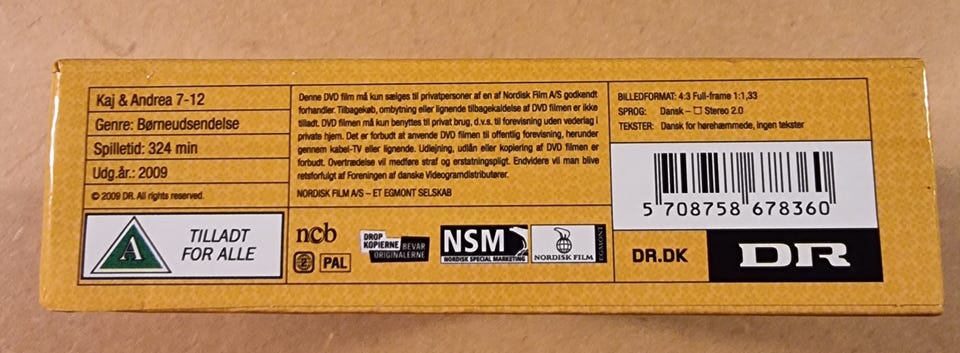 Kaj & Andrea 7-12
Genre: Børneudsendelse
Spilletid: 324 min
Udg.år.: 2009
© 2009 DR. All rights reserved.
A
TILLADT
FOR ALLE
Denne DVD film må kun sælges til privatpersoner af en af Nordisk Film A/S godkendt
forhandler. Tilbagekøb, ombytning eller lignende tilbagekaldelse af DVD filmen er ikke
tilladt. DVD filmen må kun benyttes til privat brug, d.v.s. til forevisning uden vederlag i
private hjem. Det er forbudt at anvende DVD filmen til offentlig forevisning, herunder
gennem kabel-TV eller lignende. Udlejning, udlån eller kopiering af DVD filmen er
forbudt. Overtrædelse vil medføre straf og erstatningspligt. Endvidere vil man blive
retsforfulgt af Foreningen af danske Videogramdistributører.
NORDISK FILM A/S – ET EGMONT SELSKAB
ncb
2
PAL
DROP
KOPIERNE BEVAR
ORIGINALERNE
NSM
NORDISK SPECIAL MARKETING
NORDISK FILM
EGMONT
BILLEDFORMAT: 4:3 Full-frame 1:1,33
SPROG: Dansk – Stereo 2.0
TEKSTER: Dansk for hørehæmmede, ingen tekster
5 708758 678360
DR.DK
DR